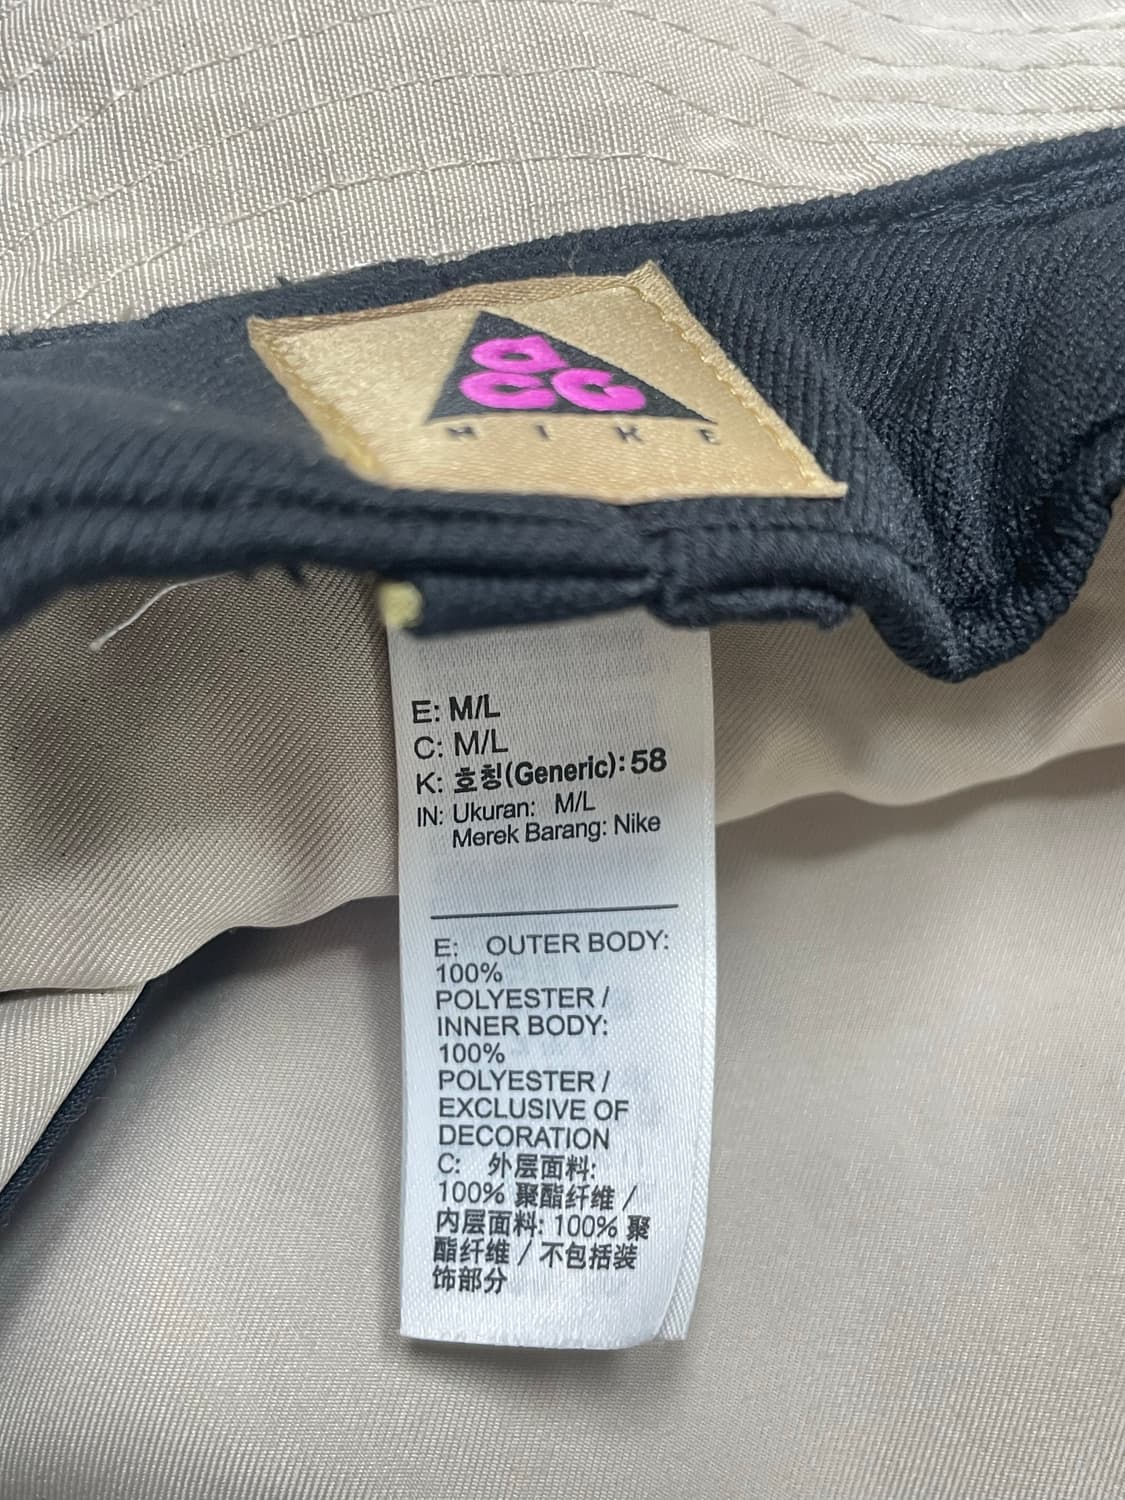 acg
NIKE
E: M/L
C: M/L
K: 호칭(Generic): 58
IN: Ukuran: M/L
Merek Barang: Nike
E: OUTER BODY:
100%
POLYESTER /
INNER BODY:
100%
POLYESTER /
EXCLUSIVE OF
DECORATION
C: 外层面料:
100% 聚酯纤维 /
内层面料: 100% 聚
酯纤维 / 不包括装
饰部分